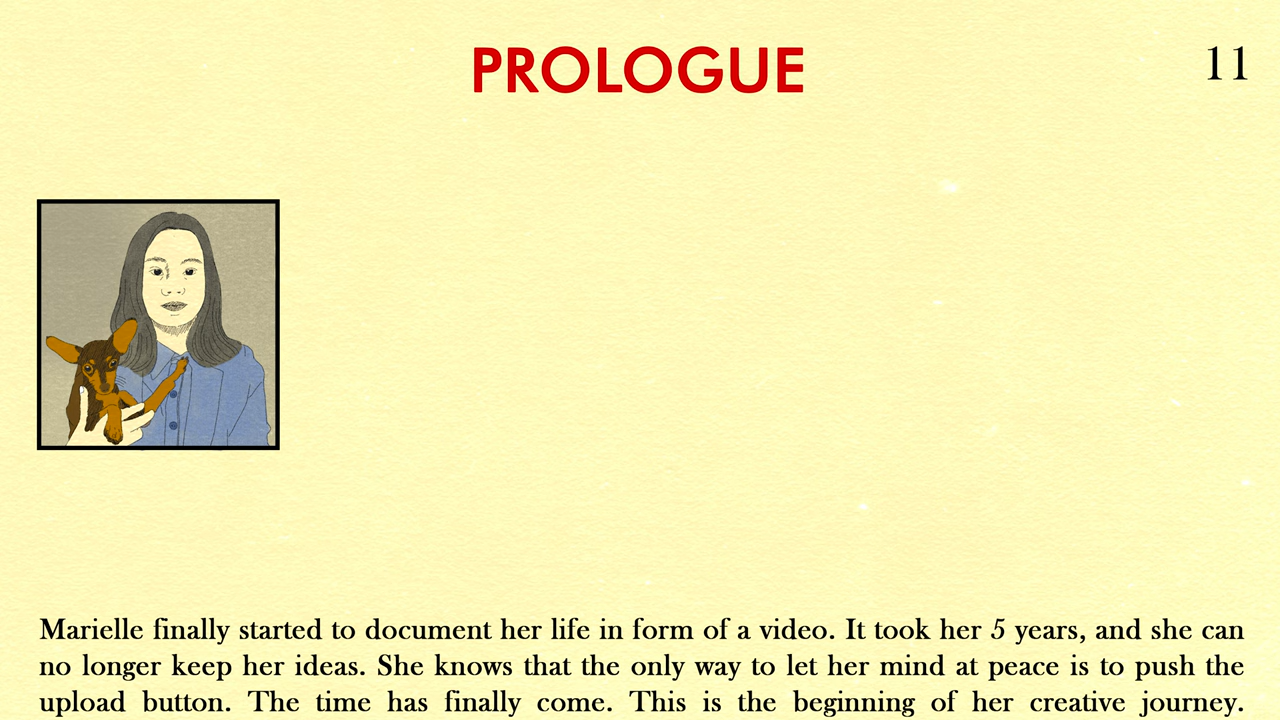 PROLOGUE
11
Marielle finally started to document her life in form of a video. It took her 5 years, and she can
no longer keep her ideas. She knows that the only way to let her mind at peace is to push the
upload button. The time has finally come. This is the beginning of her creative journey.